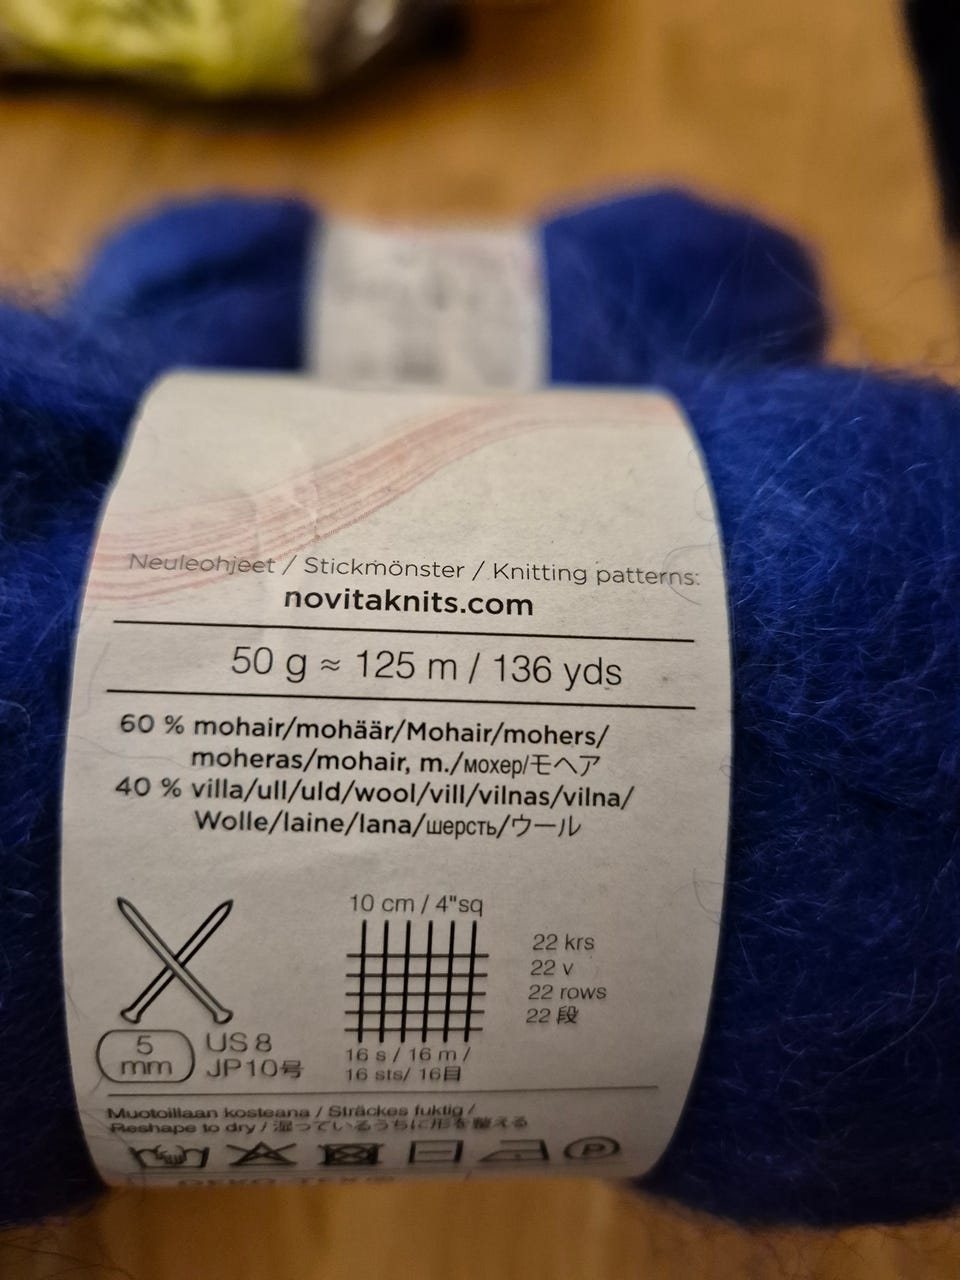 Neuleohjeet / Stickmönster / Knitting patterns:
novitaknits.com
50 g ≈ 125 m / 136 yds
60 % mohair/mohäär/Mohair/mohers/
moheras/mohair, m./мохер/モヘア
40 % villa/ull/uld/wool/vill/vilnas/vilna/
Wolle/laine/lana/шерсть/ウール
10 cm / 4"sq
22 krs
22 v
22 rows
22 段
5
mm
US 8
JP10号
16 s / 16 m /
16 sts/ 16目
Muotoillaan kosteana / Sträckes fuktig /
Reshape to dry / 湿っているうちに形を整える
P
OEKO-TEX®